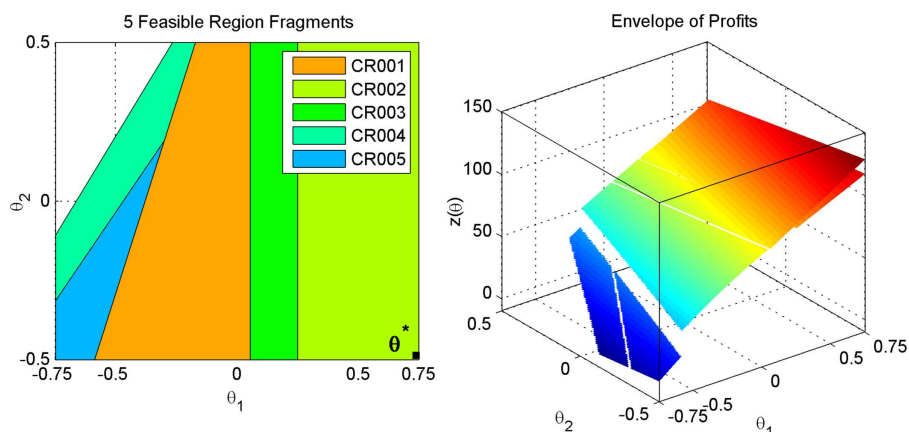 5 Feasible Region Fragments
0.5
0
-0.5
θ2
-0.75
-0.5
0
0.5
0.75
θ1
CR001
CR002
CR003
CR004
CR005
θ*
Envelope of Profits
150
100
50
0
z(θ)
0.5
0
-0.5
θ2
-0.75
-0.5
0
0.5
0.75
θ1